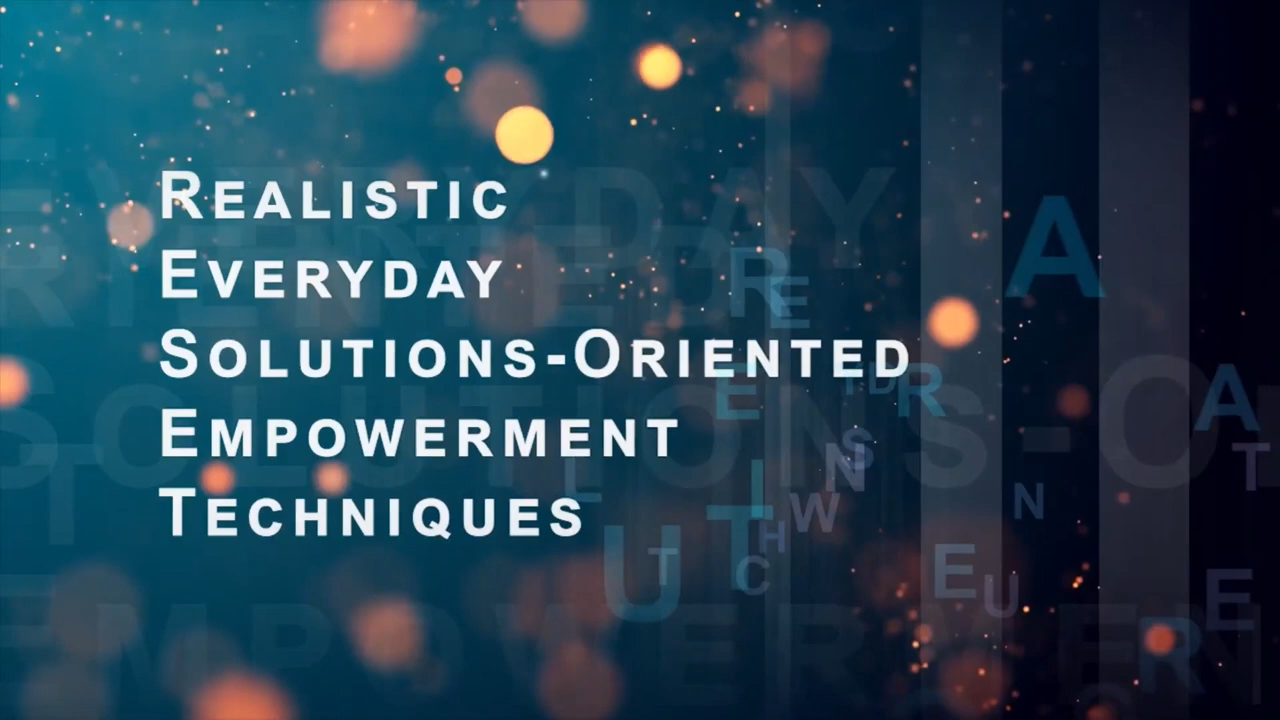 Realistic
Everyday
Solutions-Oriented
Empowerment
Techniques